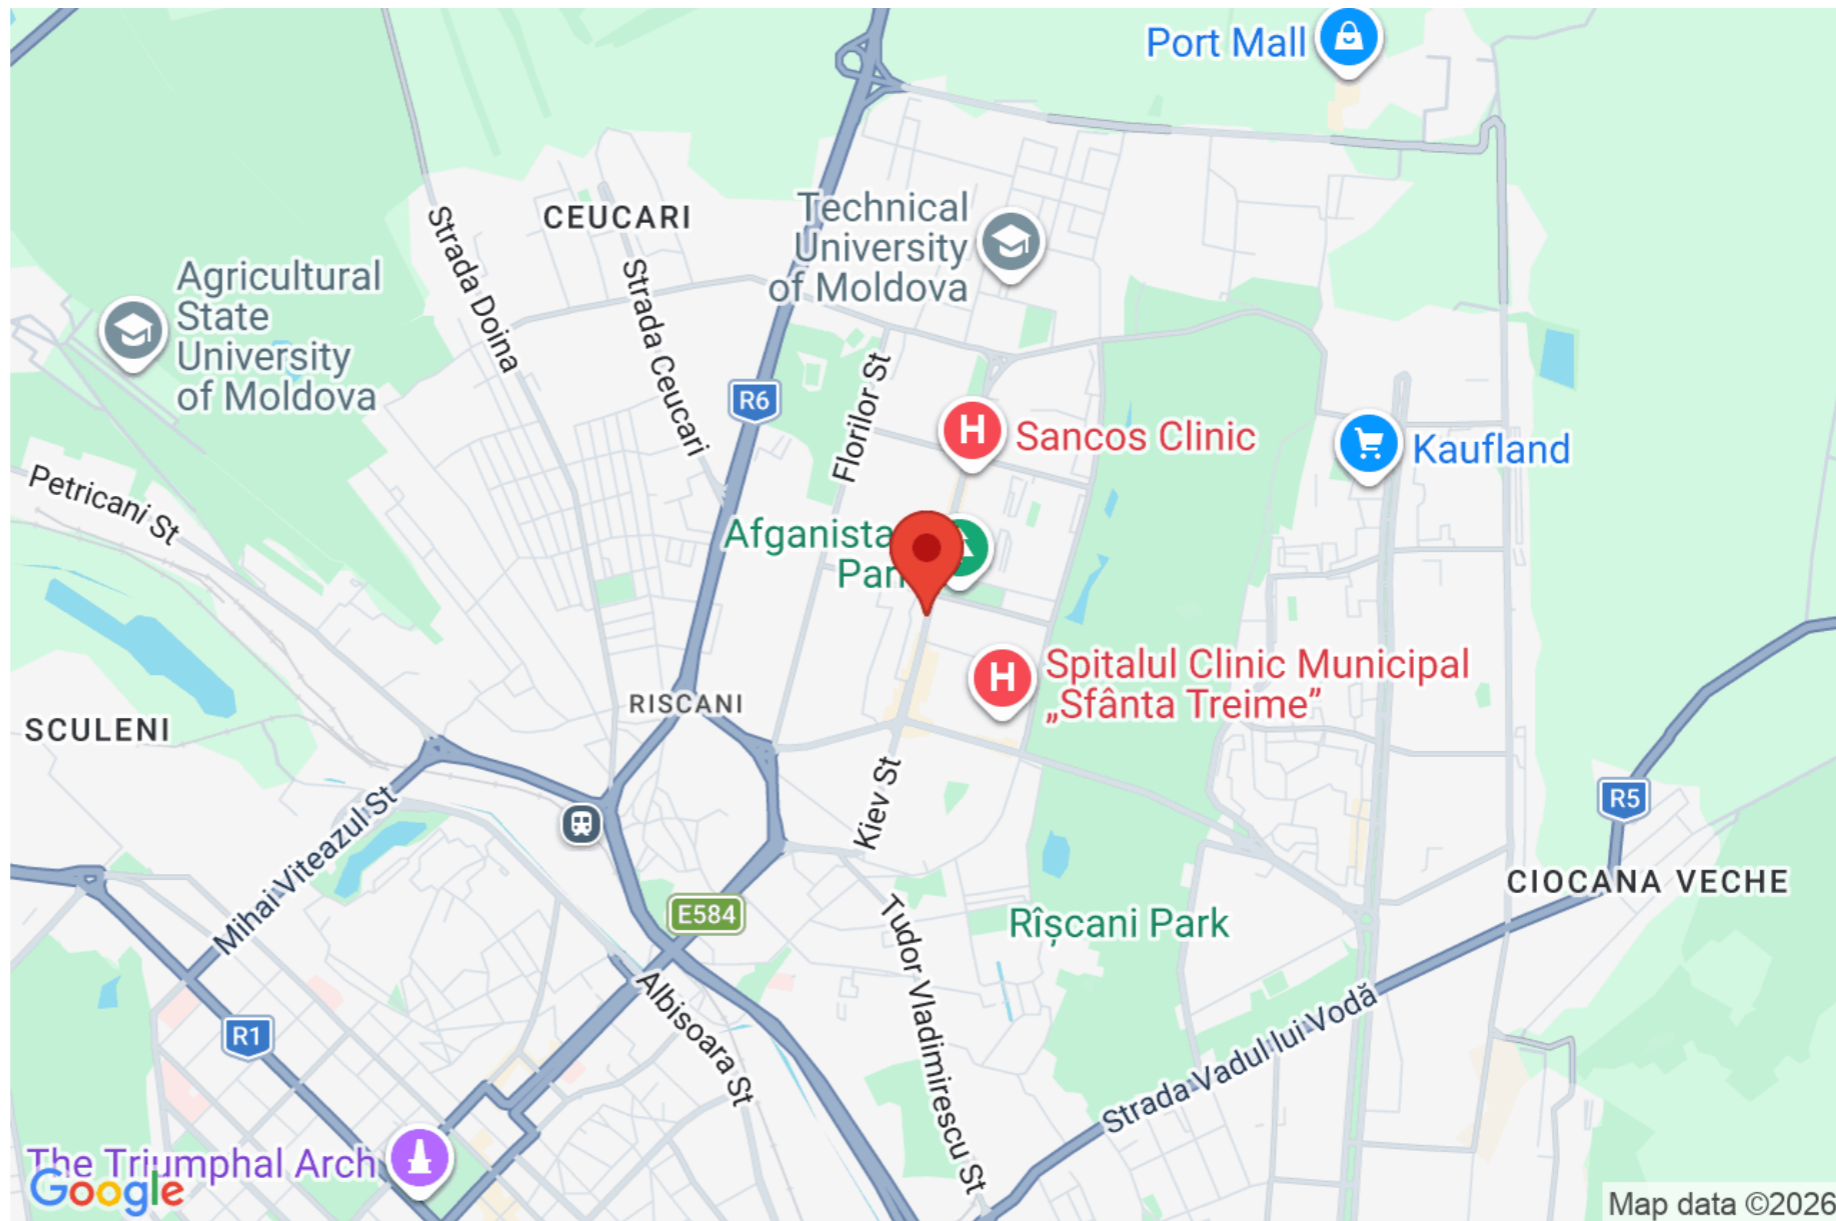 Port Mall
CEUCARI
Technical
University
of Moldova
Strada Doina
Strada Ceucari
Agricultural
State
University
of Moldova
R6
Florilor St
H
Sancos Clinic
Kaufland
Petricani St
Afganista
Par
H
Spitalul Clinic Municipal
„Sfânta Treime”
RISCANI
SCULENI
Kiev St
Mihai Viteazul St
R5
CIOCANA VECHE
E584
Rîșcani Park
Tudor Vladimirescu St
Albisoara St
R1
Strada Vadul lui Vodă
The Triumphal Arch
Google
Map data ©2026